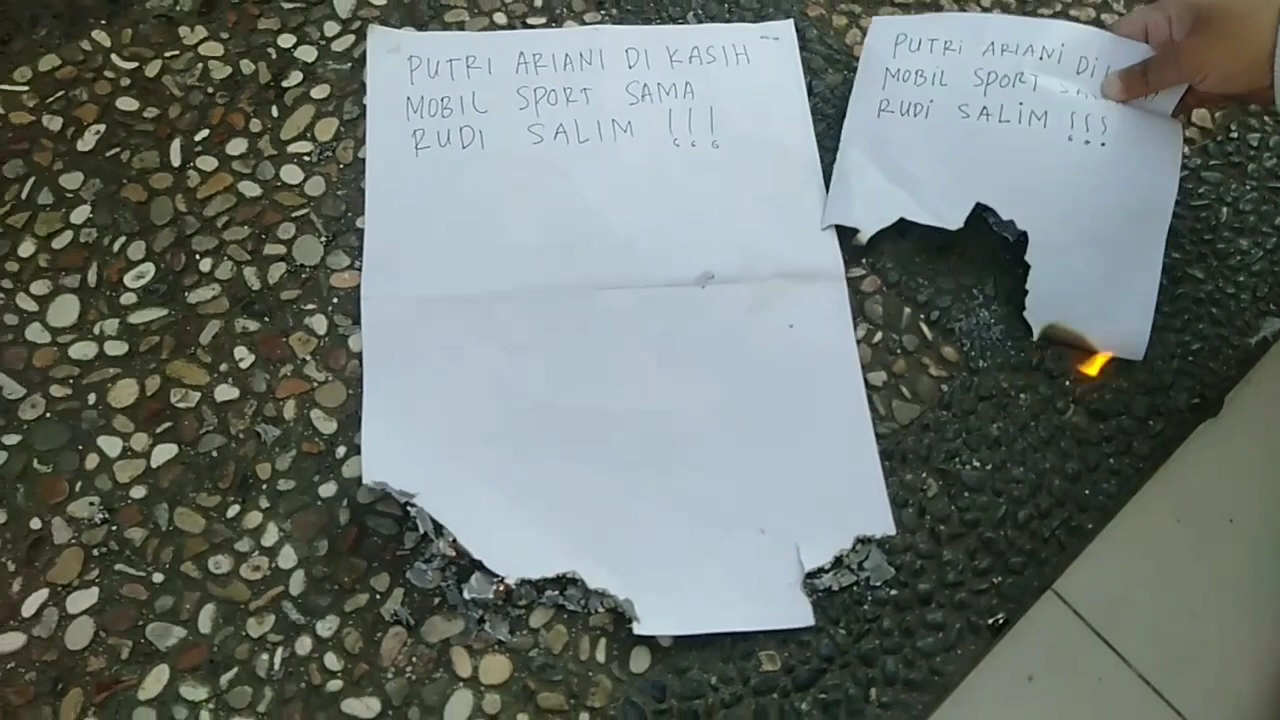 PUTRI ARIANI DI KASIH
MOBIL SPORT SAMA
RUDI SALIM !!!
PUTRi ARiANi Di
MOBIL SPORT
RUDi SALiM !!!